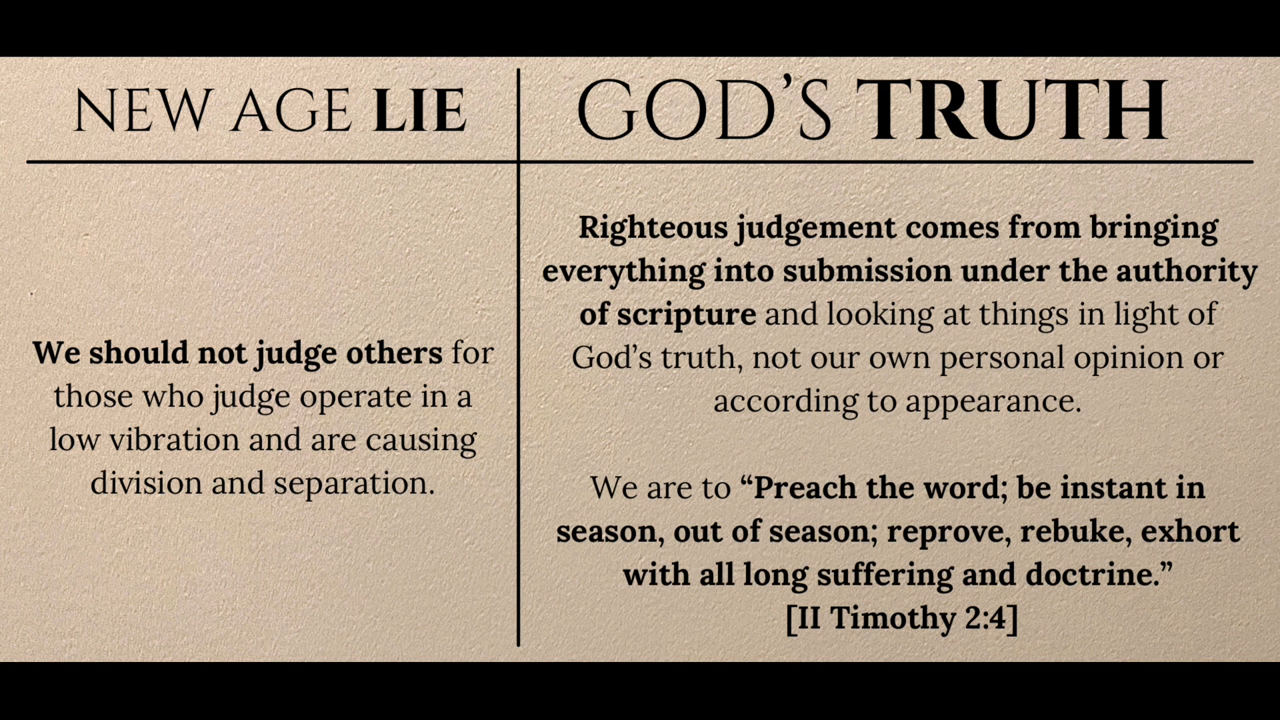 NEW AGE LIE
We should not judge others for
those who judge operate in a
low vibration and are causing
division and separation.
GOD'S TRUTH
Righteous judgement comes from bringing
everything into submission under the authority
of scripture and looking at things in light of
God's truth, not our own personal opinion or
according to appearance.
We are to “Preach the word; be instant in
season, out of season; reprove, rebuke, exhort
with all long suffering and doctrine.”
[II Timothy 2:4]